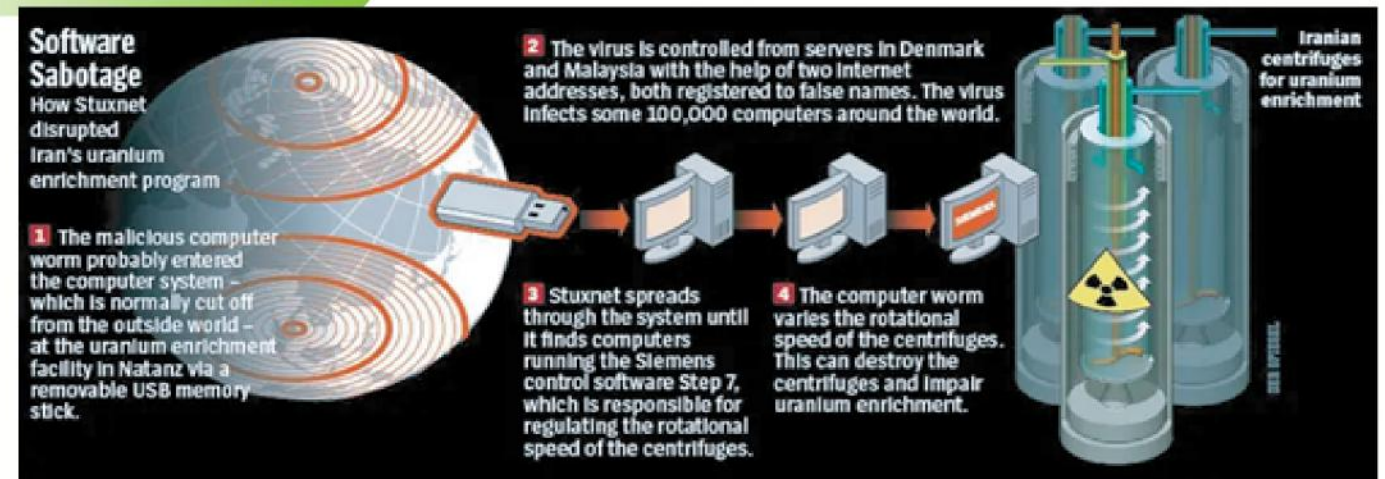 Software
Sabotage
How Stuxnet
disrupted
Iran's uranium
enrichment program
1 The malicious computer
worm probably entered
the computer system –
which is normally cut off
from the outside world –
at the uranium enrichment
facility in Natanz via a
removable USB memory
stick.
2 The virus is controlled from servers in Denmark
and Malaysia with the help of two Internet
addresses, both registered to false names. The virus
infects some 100,000 computers around the world.
SIEMENS
3 Stuxnet spreads
through the system until
it finds computers
running the Siemens
control software Step 7,
which is responsible for
regulating the rotational
speed of the centrifuges.
4 The computer worm
varies the rotational
speed of the centrifuges.
This can destroy the
centrifuges and impair
uranium enrichment.
Iranian
centrifuges
for uranium
enrichment
DER SPIEGEL